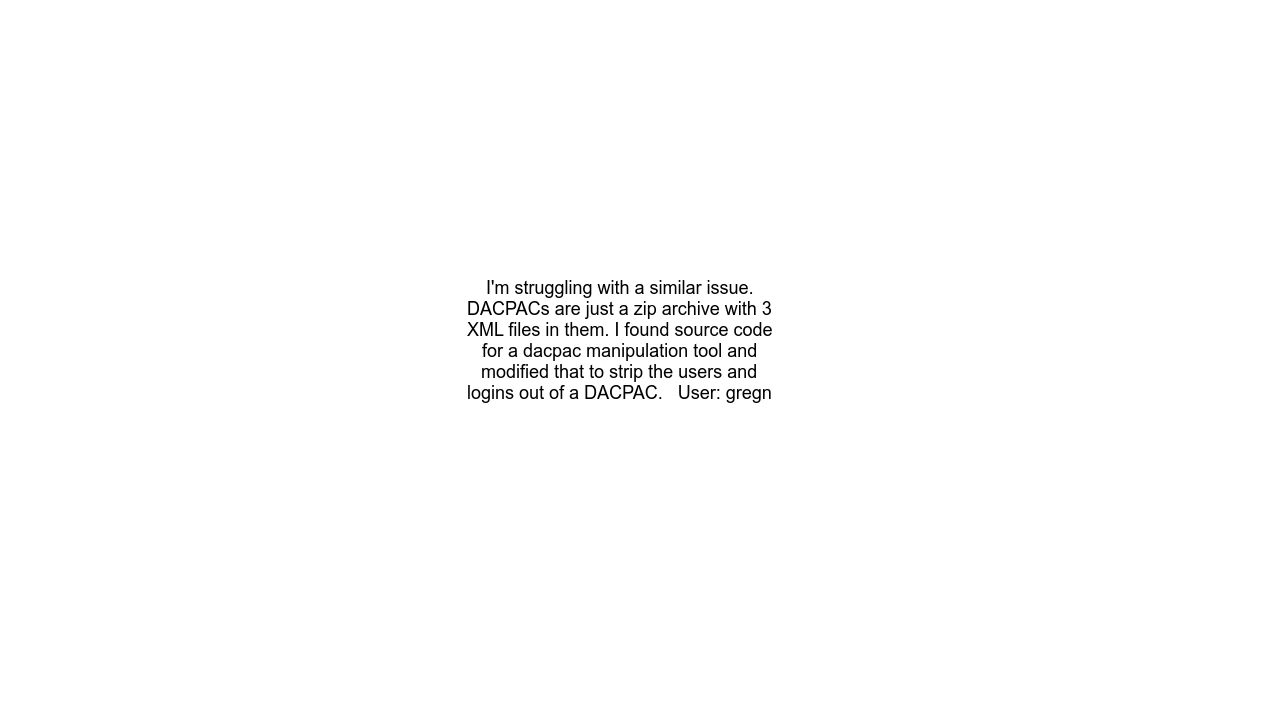 I'm struggling with a similar issue.
DACPACs are just a zip archive with 3
XML files in them. I found source code
for a dacpac manipulation tool and
modified that to strip the users and
logins out of a DACPAC.   User: gregn